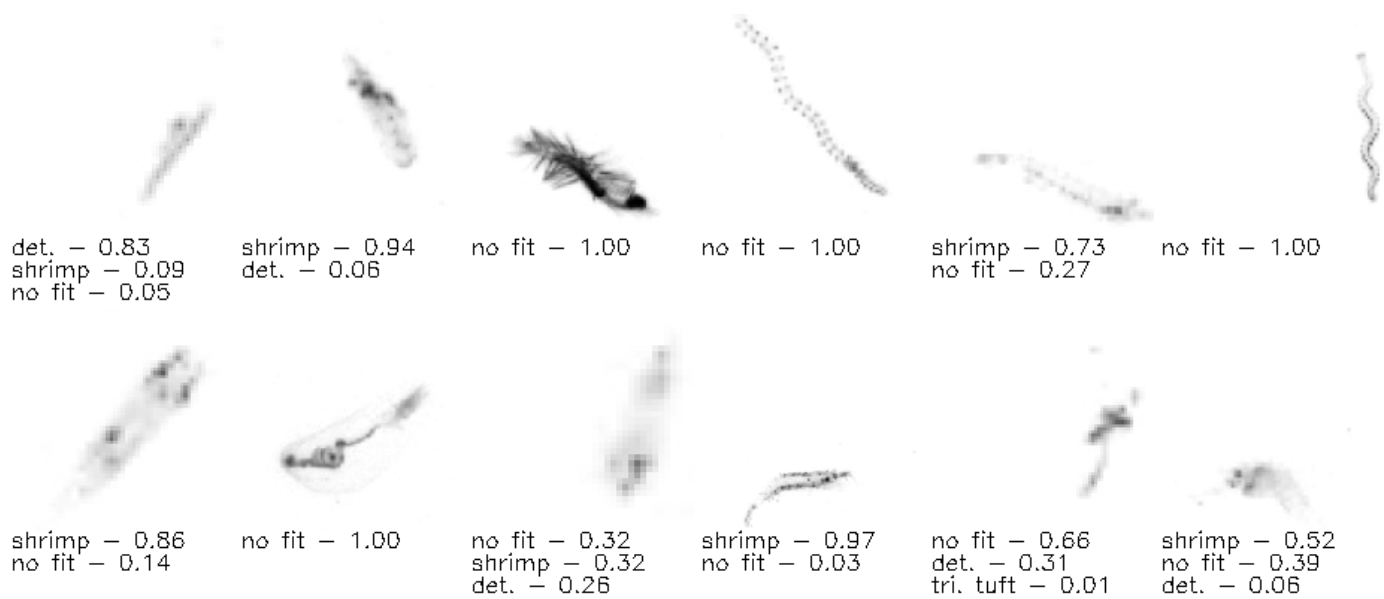 det. – 0.83
shrimp – 0.09
no fit – 0.05
shrimp – 0.94
det. – 0.06
no fit – 1.00
no fit – 1.00
shrimp – 0.73
no fit – 0.27
no fit – 1.00
shrimp – 0.86
no fit – 0.14
no fit – 1.00
no fit – 0.32
shrimp – 0.32
det. – 0.26
shrimp – 0.97
no fit – 0.03
no fit – 0.66
det. – 0.31
tri. tuft – 0.01
shrimp – 0.52
no fit – 0.39
det. – 0.06